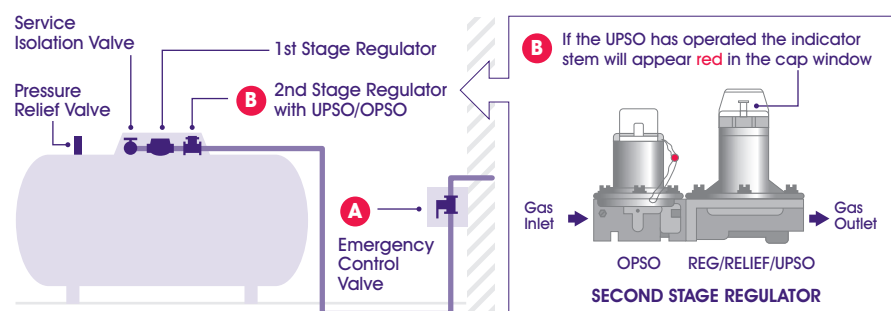 Service
Isolation Valve
1st Stage Regulator
Pressure
Relief Valve
B
2nd Stage Regulator
with UPSO/OPSO
A
Emergency
Control
Valve
B
If the UPSO has operated the indicator
stem will appear red in the cap window
Gas
Inlet
Gas
Outlet
OPSO
REG/RELIEF/UPSO
SECOND STAGE REGULATOR